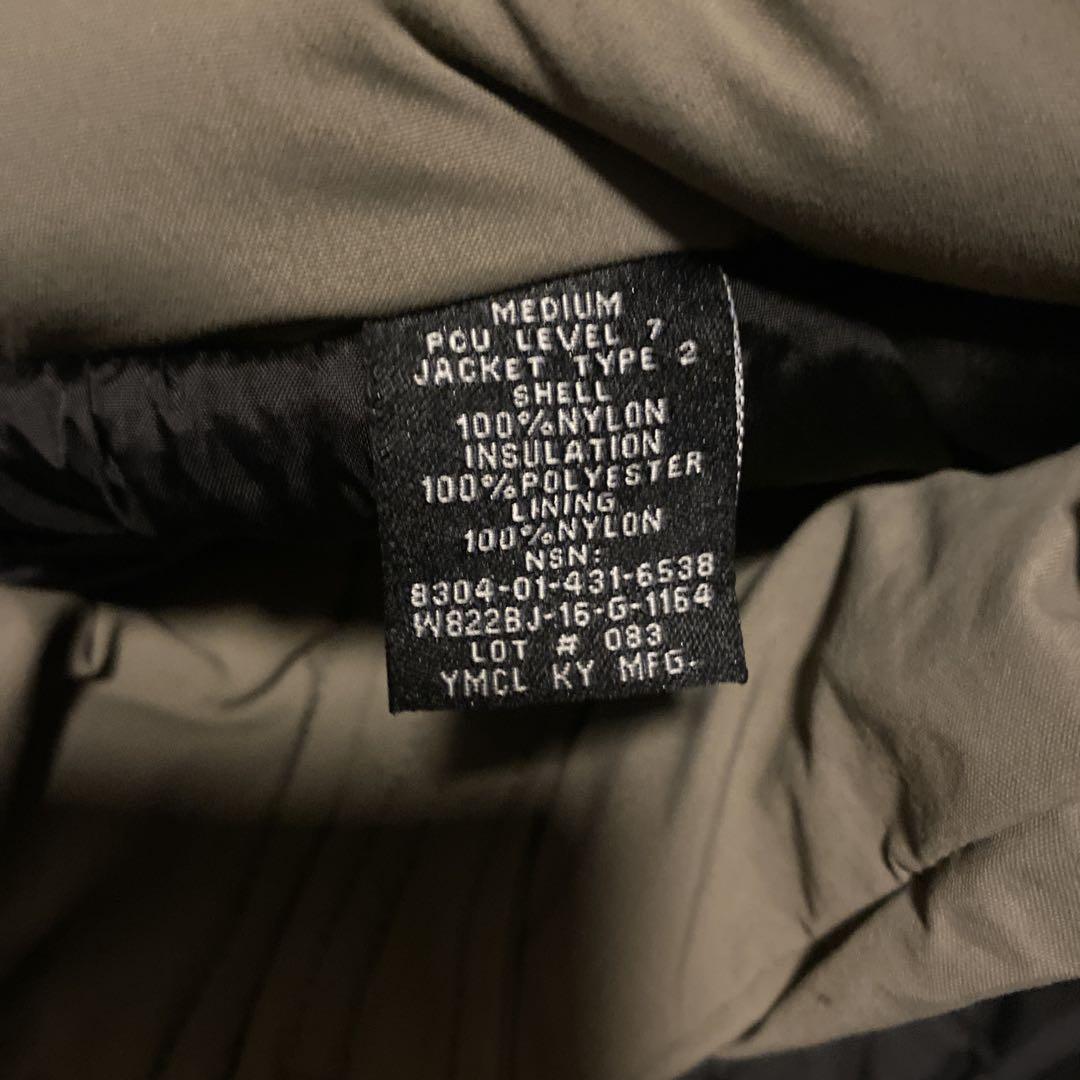 MEDIUM
PCU LEVEL 7
JACKET TYPE 2
SHELL
100%NYLON
INSULATION
100%POLYESTER
LINING
100%NYLON
NSN:
8304-01-431-6538
W822BJ-16-G-1164
LOT # 083
YMCL KY MFG.